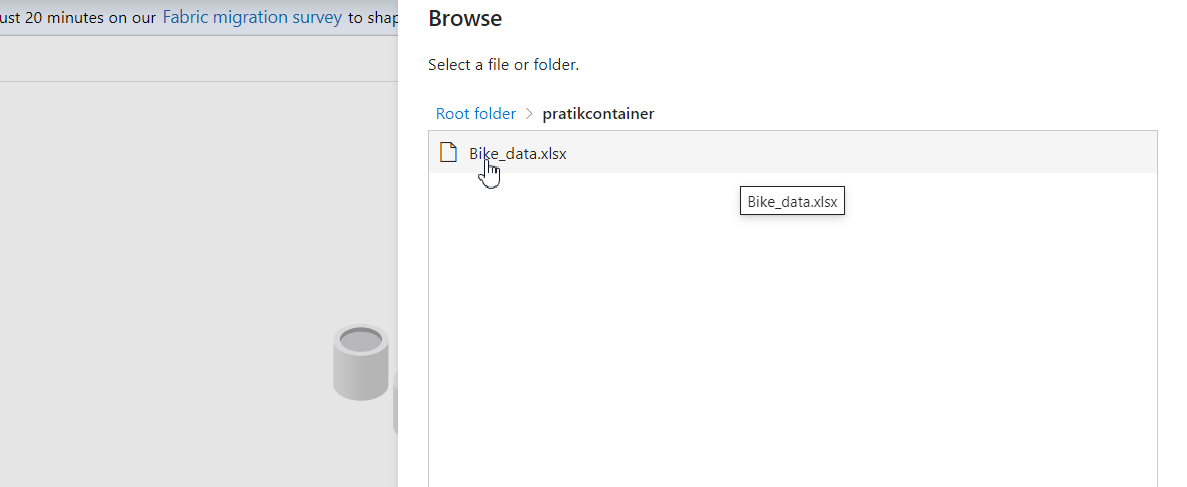 ust 20 minutes on our Fabric migration survey to shap
Browse
Select a file or folder.
Root folder > pratikcontainer
Bike_data.xlsx
Bike_data.xlsx